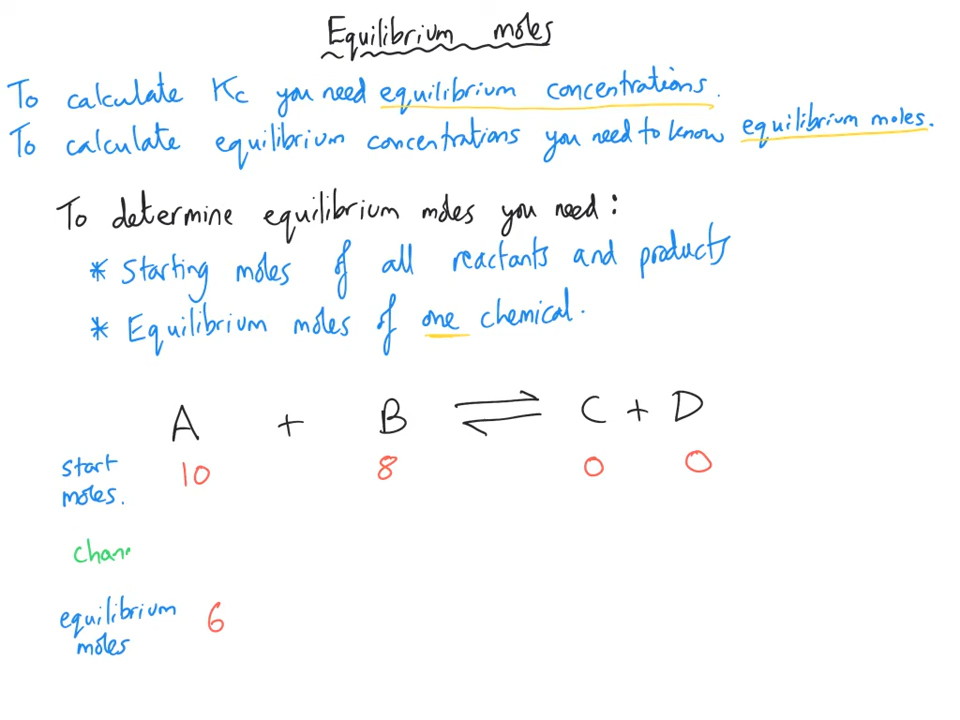 Equilibrium moles
To calculate Kc you need equilibrium concentrations.
To calculate equilibrium concentrations you need to know equilibrium moles.
To determine equilibrium moles you need:
* Starting moles of all reactants and products
* Equilibrium moles of one chemical.
A + B ⇌ C + D
start moles. 10 8 0 0
chan
equilibrium moles 6